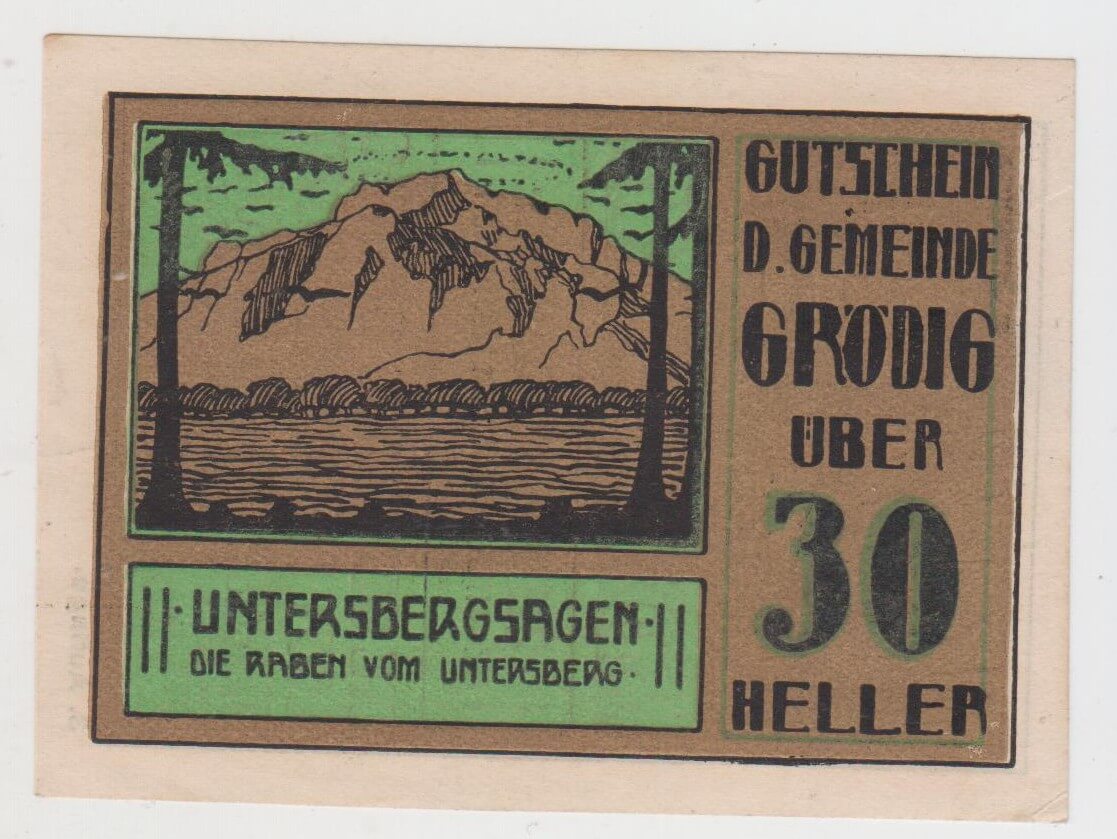 GUTSCHEIN
D. GEMEINDE
GRÖDIG
ÜBER
30
HELLER
UNTERSBERGSAGEN
DIE RABEN VOM UNTERSBERG.